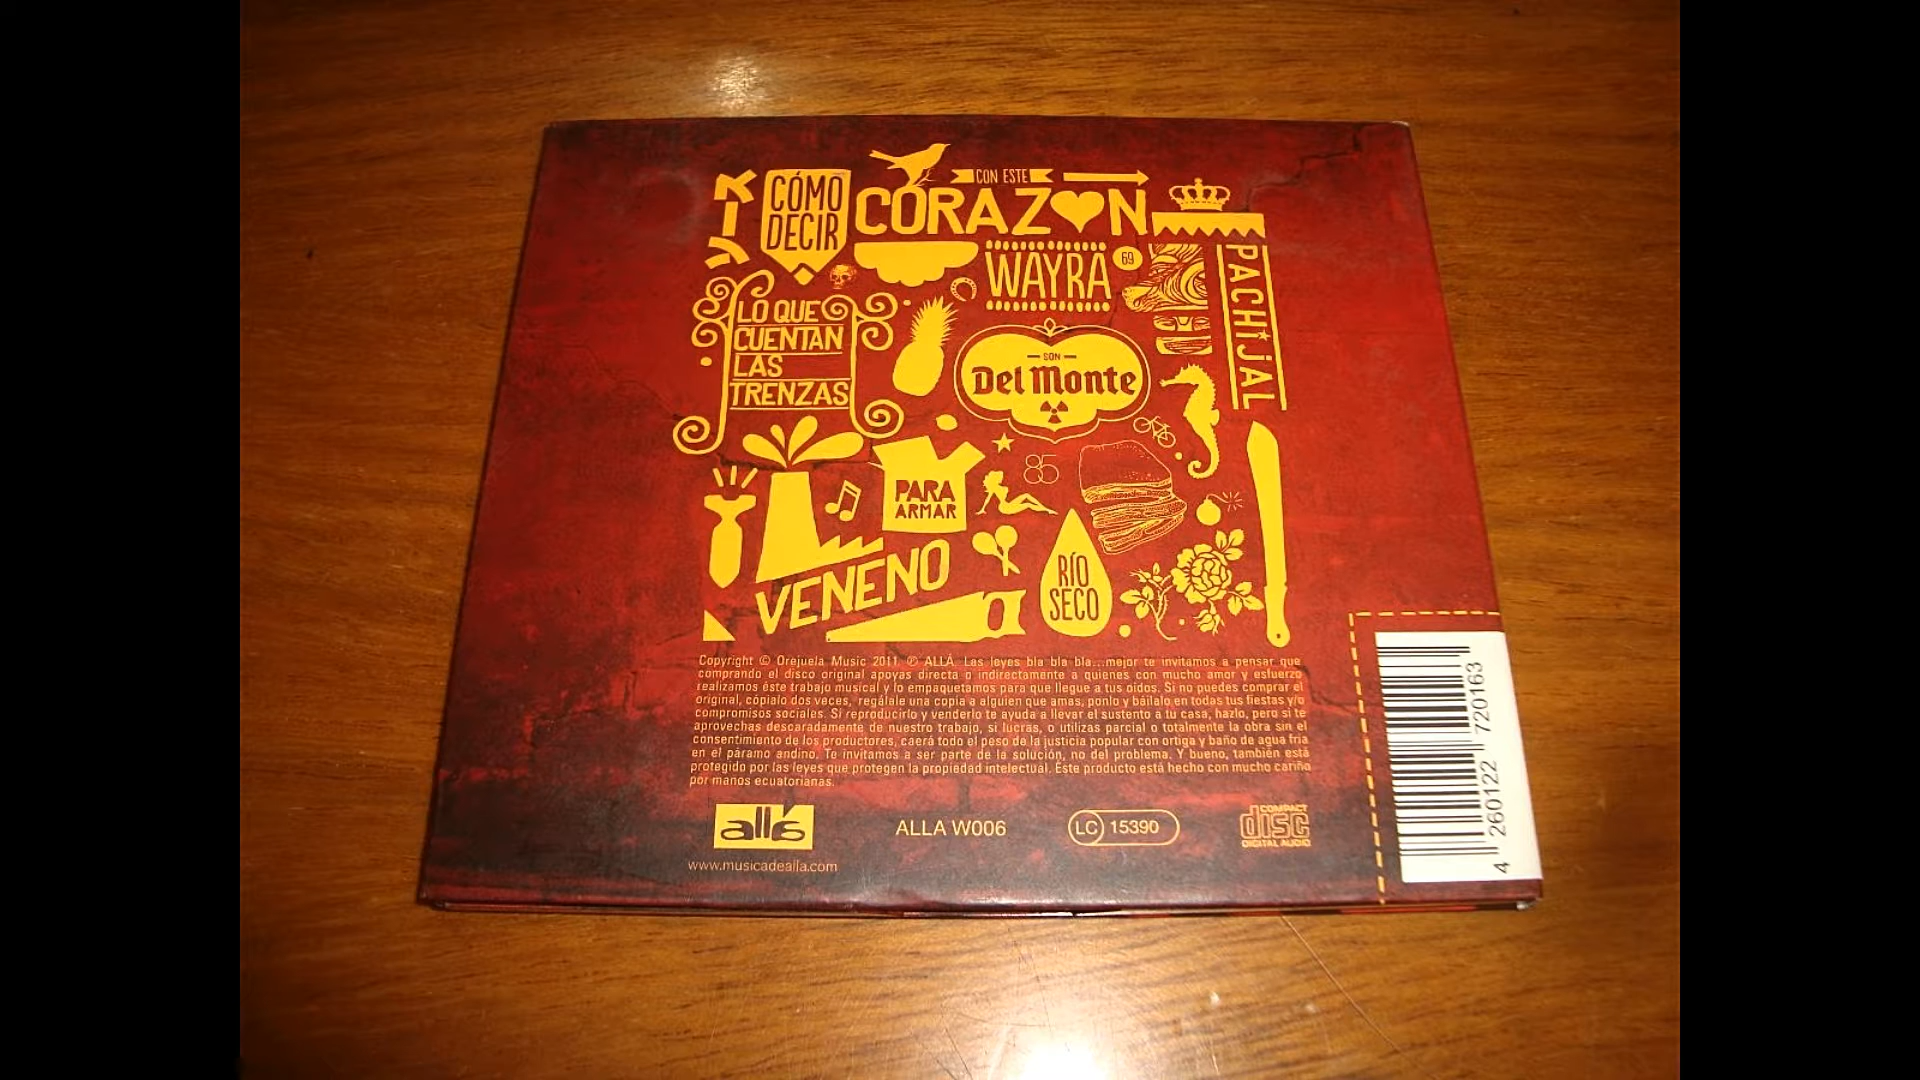 CÓMO
DECIR
CON ESTE
CORAZ N
WAYRA
69
PACHIJAL
LO QUE
CUENTAN
LAS
TRENZAS
SON
Del Monte
85
PARA
ARMAR
VENENO
RÍO
SECO
Copyright © Orejuela Music 2011 ℗ ALLÁ. Las leyes bla bla bla...mejor te invitamos a pensar que
comprando el disco original apoyas directa o indirectamente a quienes con mucho amor y esfuerzo
realizamos éste trabajo musical y lo empaquetamos para que llegue a tus oidos. Si no puedes comprar el
original, cópialo dos veces, regálale una copia a alguien que amas, ponlo y báilalo en todas tus fiestas y/o
compromisos sociales. Si reproducirlo y venderlo te ayuda a llevar el sustento a tu casa, hazlo, pero si te
aprovechas descaradamente de nuestro trabajo, si lucras, o utilizas parcial o totalmente la obra sin el
consentimiento de los productores, caerá todo el peso de la justicia popular con ortiga y baño de agua fria
en el páramo andino. Te invitamos a ser parte de la solución, no del problema. Y bueno, también está
protegido por las leyes que protegen la propiedad intelectual. Éste producto está hecho con mucho cariño
por manos ecuatorianas.
allá
ALLA W006
LC 15390
COMPACT
disc
DIGITAL AUDIO
www.musicadealla.com
4 260122 720163